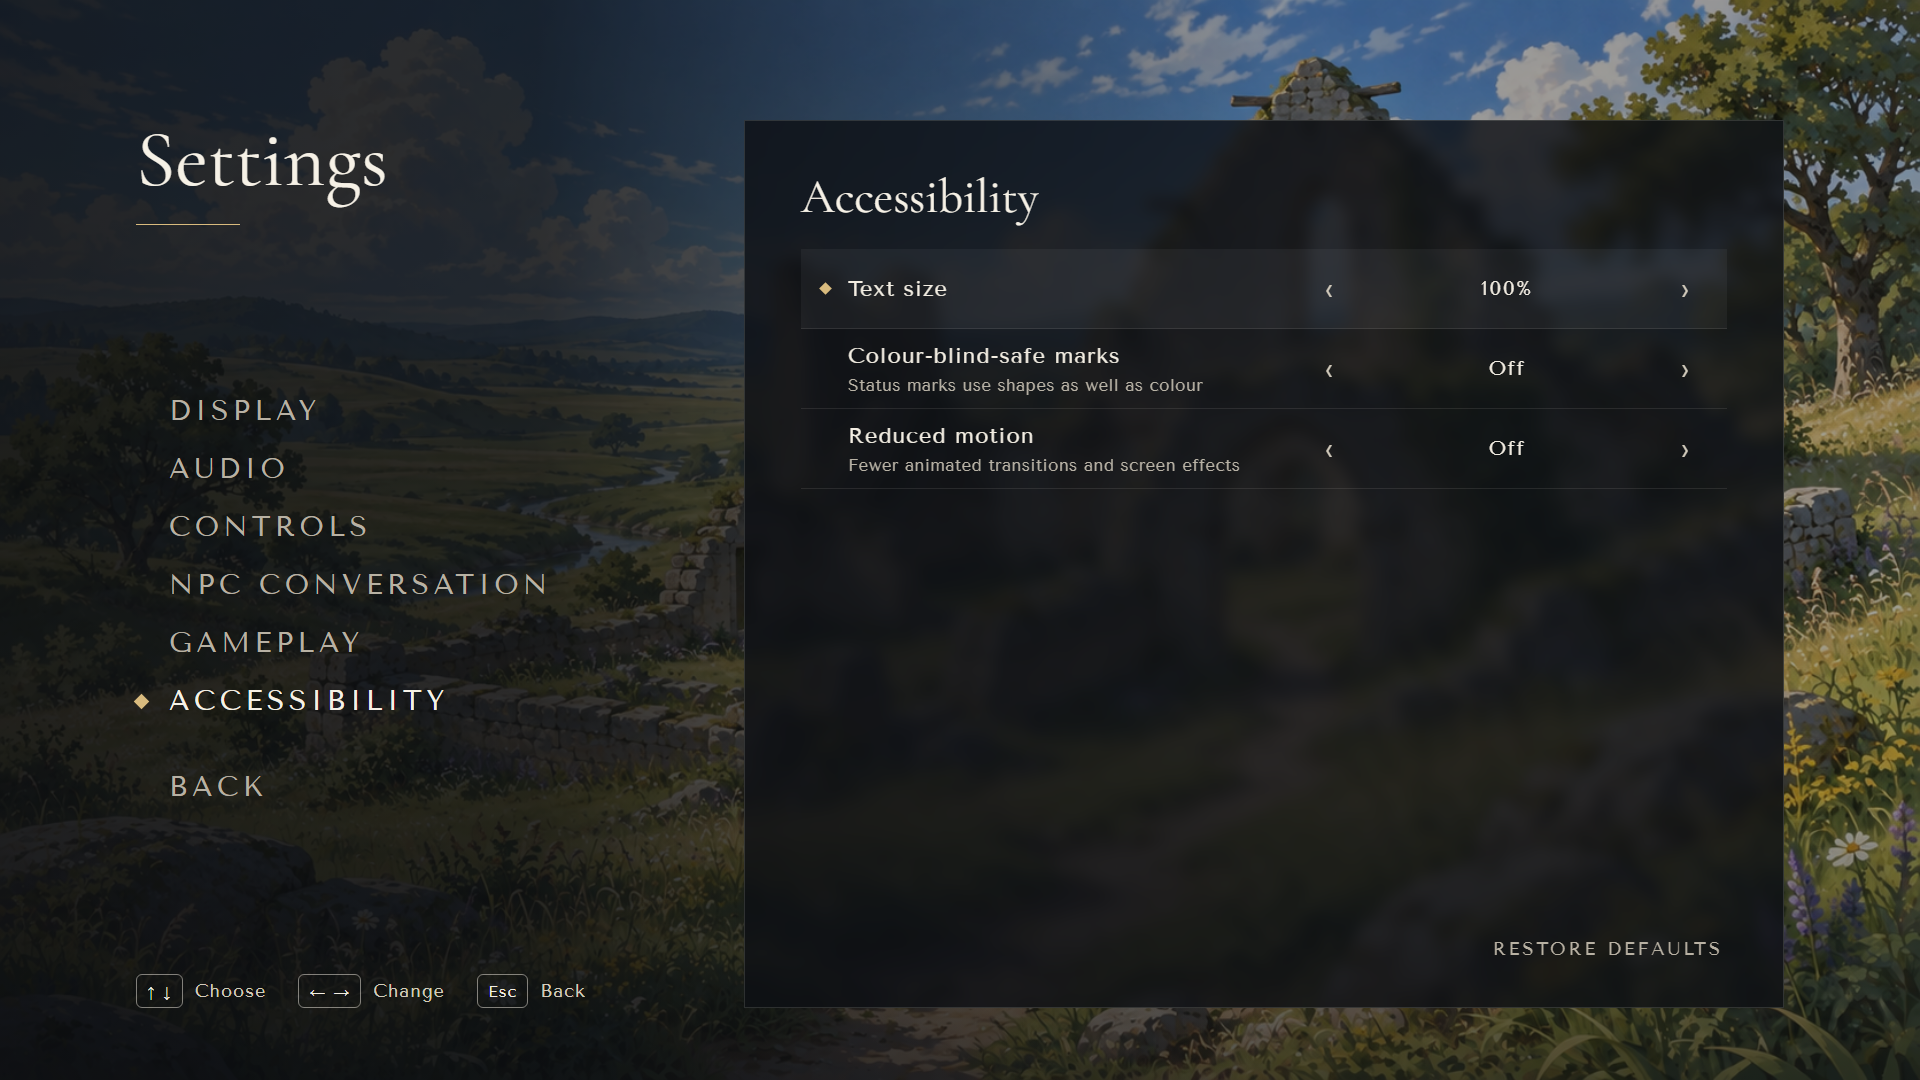 Settings
DISPLAY
AUDIO
CONTROLS
NPC CONVERSATION
GAMEPLAY
ACCESSIBILITY
BACK
↑ ↓ Choose ← → Change Esc Back
Accessibility
Text size ‹ 100% ›
Colour-blind-safe marks ‹ Off ›
Status marks use shapes as well as colour
Reduced motion ‹ Off ›
Fewer animated transitions and screen effects
RESTORE DEFAULTS